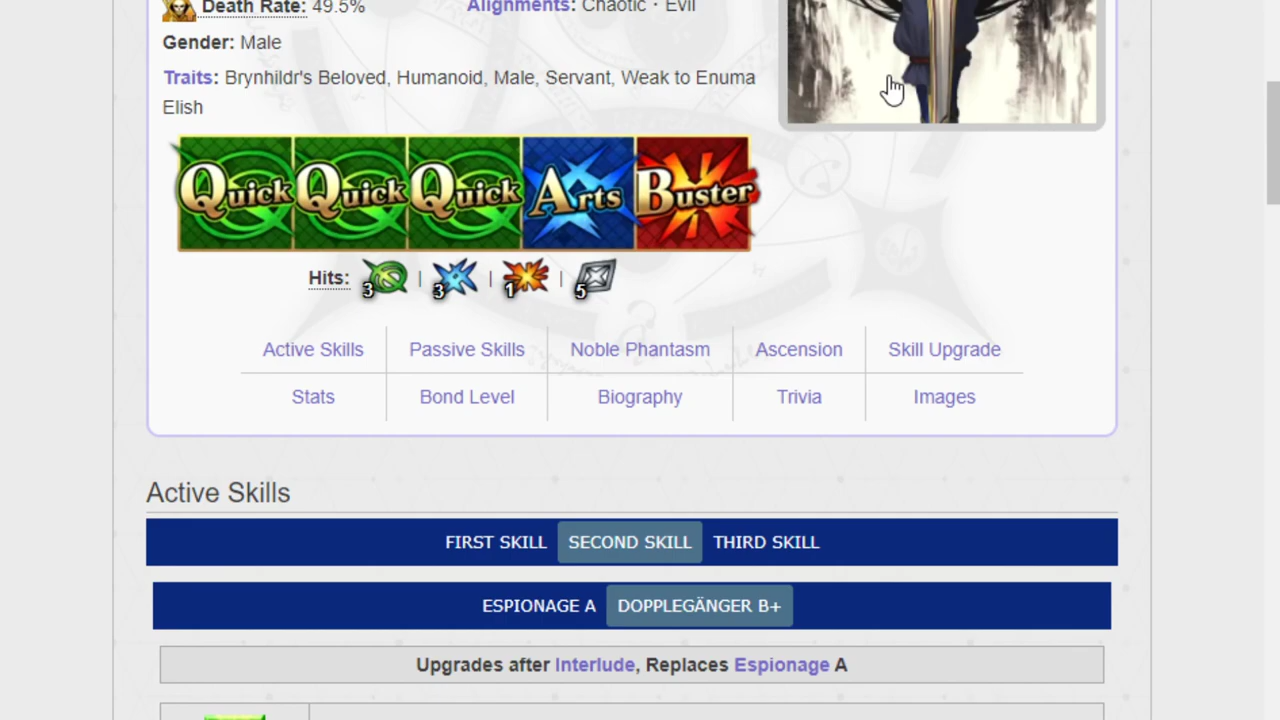 Death Rate: 49.5%
Alignments: Chaotic · Evil
Gender: Male
Traits: Brynhildr's Beloved, Humanoid, Male, Servant, Weak to Enuma
Elish
Quick Quick Quick Arts Buster
Hits: 3 | 3 | 1 | 5
Active Skills Passive Skills Noble Phantasm Ascension Skill Upgrade
Stats Bond Level Biography Trivia Images
Active Skills
FIRST SKILL SECOND SKILL THIRD SKILL
ESPIONAGE A DOPPLEGÄNGER B+
Upgrades after Interlude, Replaces Espionage A